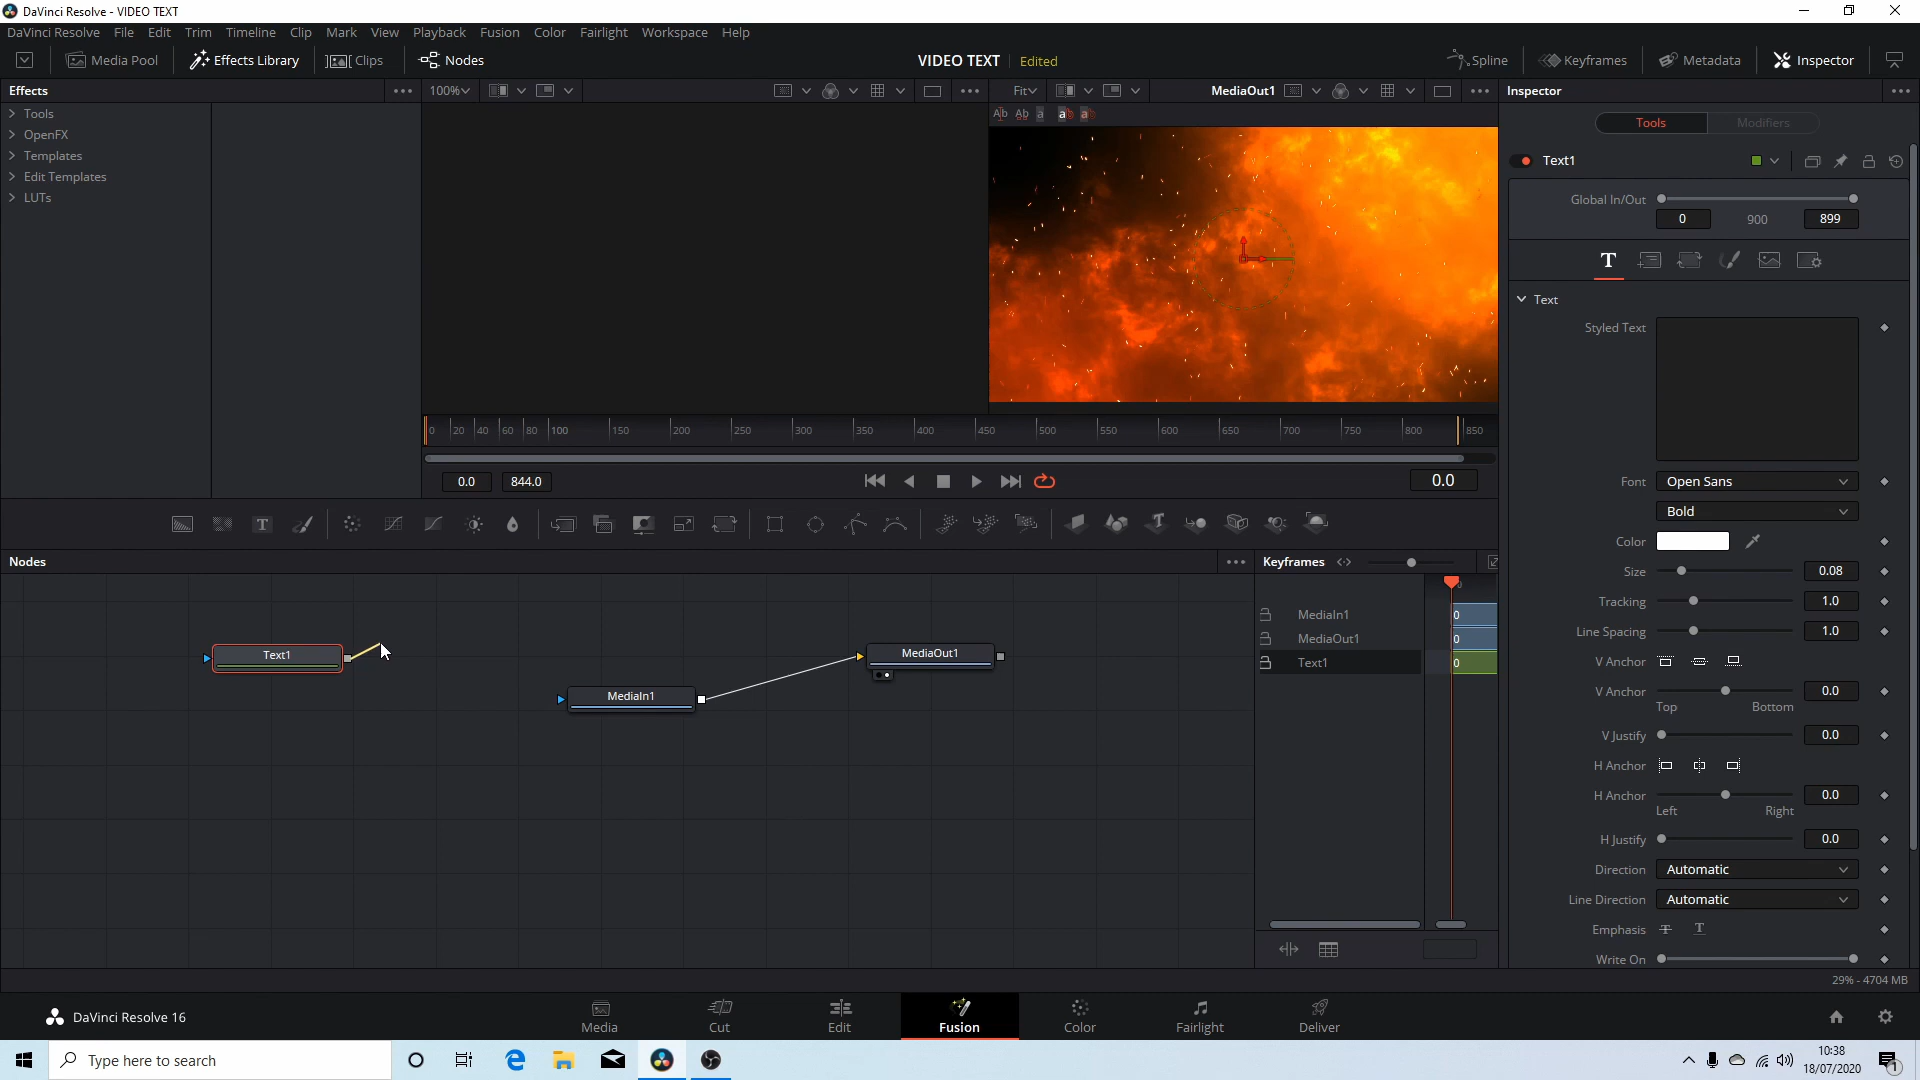 DaVinci Resolve - VIDEO TEXT
DaVinci Resolve File Edit Trim Timeline Clip Mark View Playback Fusion Color Fairlight Workspace Help
Media Pool Effects Library Clips Nodes VIDEO TEXT Edited Spline Keyframes Metadata Inspector
Effects 100% Fit MediaOut1 Inspector
Tools
OpenFX
Templates
Edit Templates
LUTs
Tools Modifiers
Text1
Global In/Out
0 900 899
T
Text
Styled Text
Font Open Sans
Bold
Color
Size 0.08
Tracking 1.0
Line Spacing 1.0
V Anchor
V Anchor 0.0
Top Bottom
V Justify 0.0
H Anchor
H Anchor 0.0
Left Right
H Justify 0.0
Direction Automatic
Line Direction Automatic
Emphasis T T
Write On
0 20 40 60 80 100 150 200 250 300 350 400 450 500 550 600 650 700 750 800 850
0.0 844.0 0.0
Nodes
Text1
MediaIn1
MediaOut1
Keyframes
MediaIn1 0
MediaOut1 0
Text1 0
29% - 4704 MB
DaVinci Resolve 16
Media Cut Edit Fusion Color Fairlight Deliver
Type here to search
10:38
18/07/2020
1